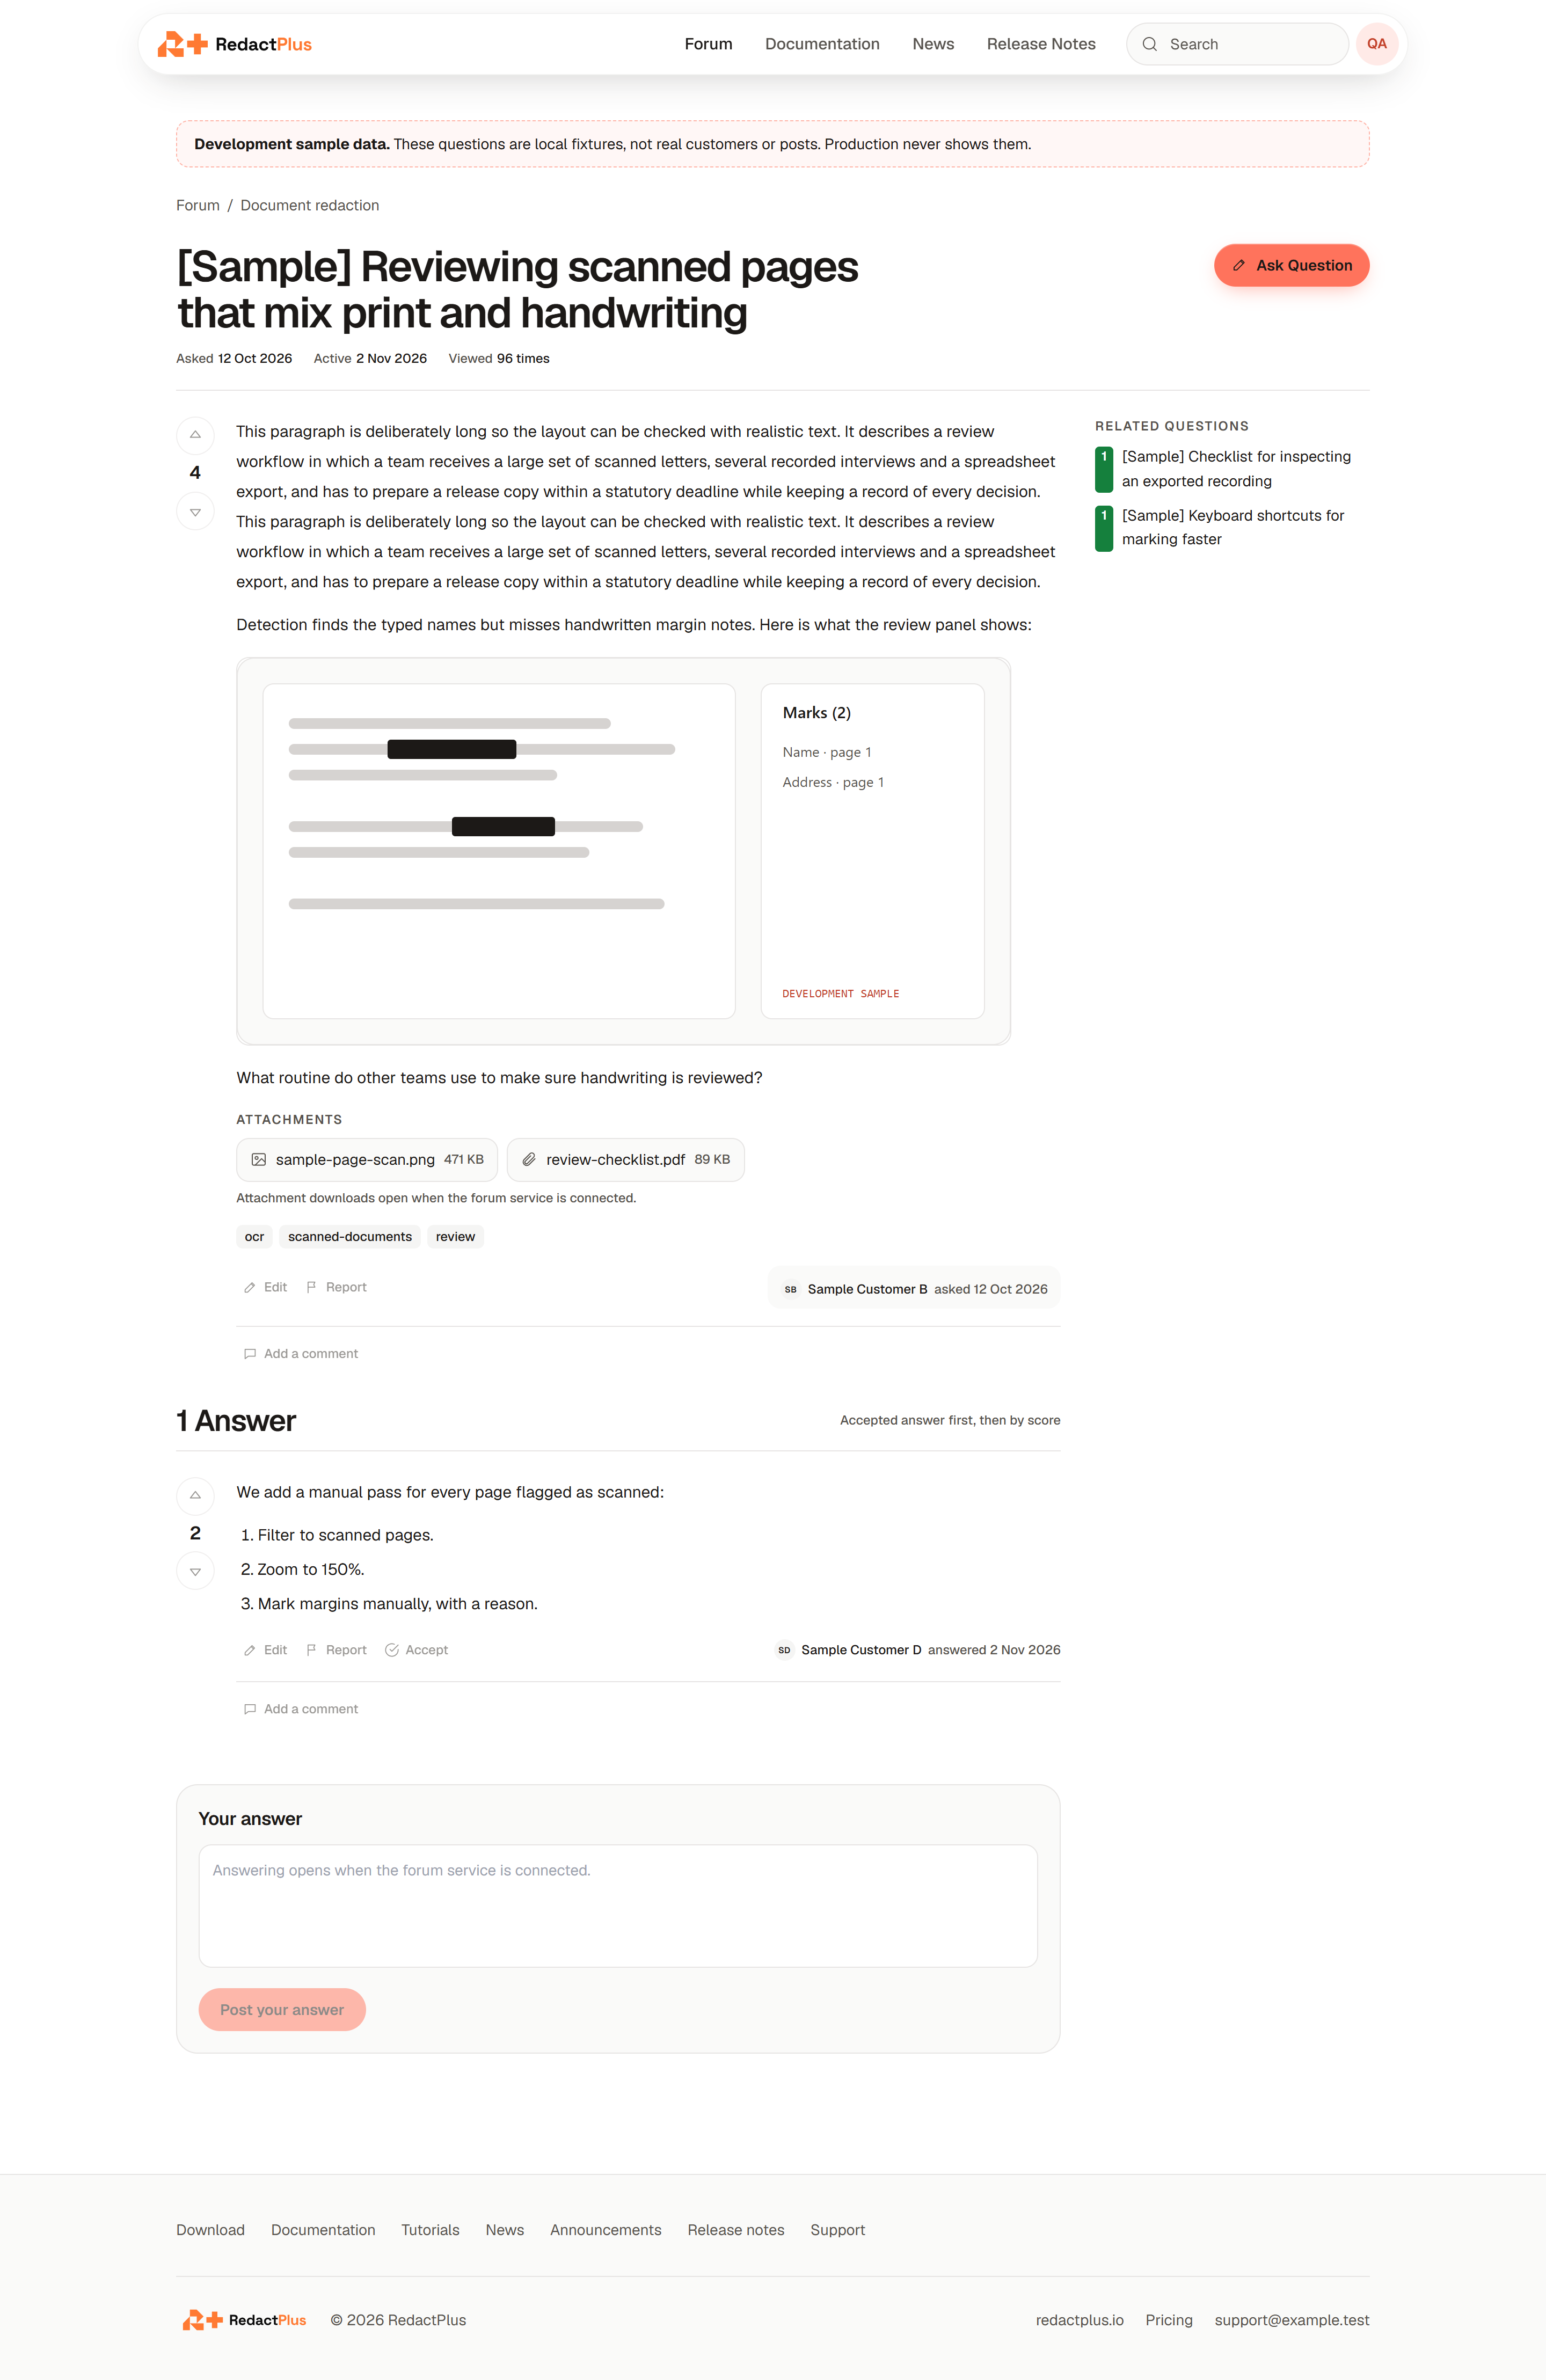 RedactPlus
Forum
Documentation
News
Release Notes
Search
QA
Development sample data. These questions are local fixtures, not real customers or posts. Production never shows them.
Forum / Document redaction
[Sample] Reviewing scanned pages
that mix print and handwriting
Ask Question
Asked 12 Oct 2026
Active 2 Nov 2026
Viewed 96 times
4
This paragraph is deliberately long so the layout can be checked with realistic text. It describes a review
workflow in which a team receives a large set of scanned letters, several recorded interviews and a spreadsheet
export, and has to prepare a release copy within a statutory deadline while keeping a record of every decision.
This paragraph is deliberately long so the layout can be checked with realistic text. It describes a review
workflow in which a team receives a large set of scanned letters, several recorded interviews and a spreadsheet
export, and has to prepare a release copy within a statutory deadline while keeping a record of every decision.
Detection finds the typed names but misses handwritten margin notes. Here is what the review panel shows:
Marks (2)
Name · page 1
Address · page 1
DEVELOPMENT SAMPLE
What routine do other teams use to make sure handwriting is reviewed?
ATTACHMENTS
sample-page-scan.png 471 KB
review-checklist.pdf 89 KB
Attachment downloads open when the forum service is connected.
ocr
scanned-documents
review
Edit
Report
SB Sample Customer B asked 12 Oct 2026
Add a comment
RELATED QUESTIONS
1 [Sample] Checklist for inspecting
an exported recording
1 [Sample] Keyboard shortcuts for
marking faster
1 Answer
Accepted answer first, then by score
2
We add a manual pass for every page flagged as scanned:
1. Filter to scanned pages.
2. Zoom to 150%.
3. Mark margins manually, with a reason.
Edit
Report
Accept
SD Sample Customer D answered 2 Nov 2026
Add a comment
Your answer
Answering opens when the forum service is connected.
Post your answer
Download
Documentation
Tutorials
News
Announcements
Release notes
Support
RedactPlus
© 2026 RedactPlus
redactplus.io
Pricing
support@example.test